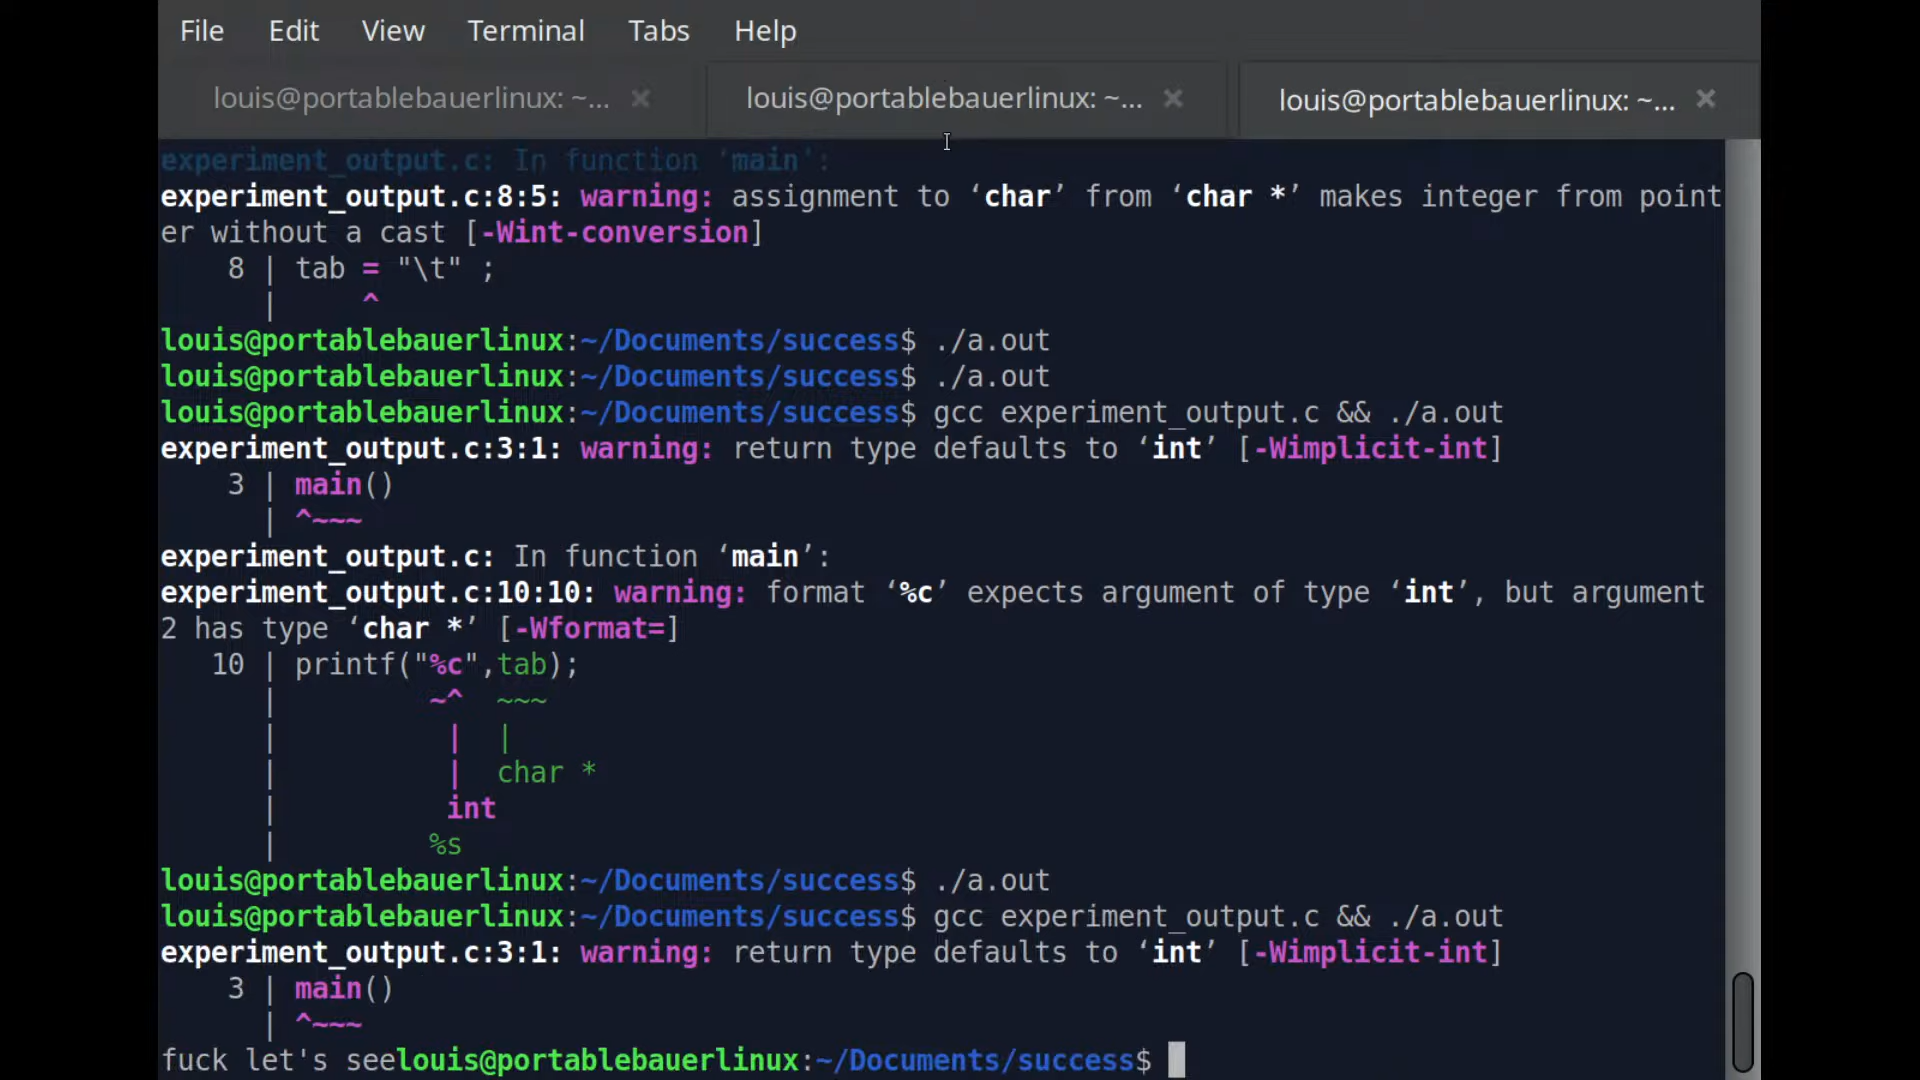 File Edit View Terminal Tabs Help
louis@portablebauerlinux: ~... × louis@portablebauerlinux: ~... × louis@portablebauerlinux: ~... ×
experiment_output.c: In function ‘main’:
experiment_output.c:8:5: warning: assignment to ‘char’ from ‘char *’ makes integer from point
er without a cast [-Wint-conversion]
    8 | tab = "\t" ;
      |     ^
louis@portablebauerlinux:~/Documents/success$ ./a.out
louis@portablebauerlinux:~/Documents/success$ ./a.out
louis@portablebauerlinux:~/Documents/success$ gcc experiment_output.c && ./a.out
experiment_output.c:3:1: warning: return type defaults to ‘int’ [-Wimplicit-int]
    3 | main()
      | ^~~~
experiment_output.c: In function ‘main’:
experiment_output.c:10:10: warning: format ‘%c’ expects argument of type ‘int’, but argument
2 has type ‘char *’ [-Wformat=]
   10 | printf("%c",tab);
      |         ~^  ~~~
      |          |  |
      |          |  char *
      |          int
      |         %s
louis@portablebauerlinux:~/Documents/success$ ./a.out
louis@portablebauerlinux:~/Documents/success$ gcc experiment_output.c && ./a.out
experiment_output.c:3:1: warning: return type defaults to ‘int’ [-Wimplicit-int]
    3 | main()
      | ^~~~
fuck let's seelouis@portablebauerlinux:~/Documents/success$